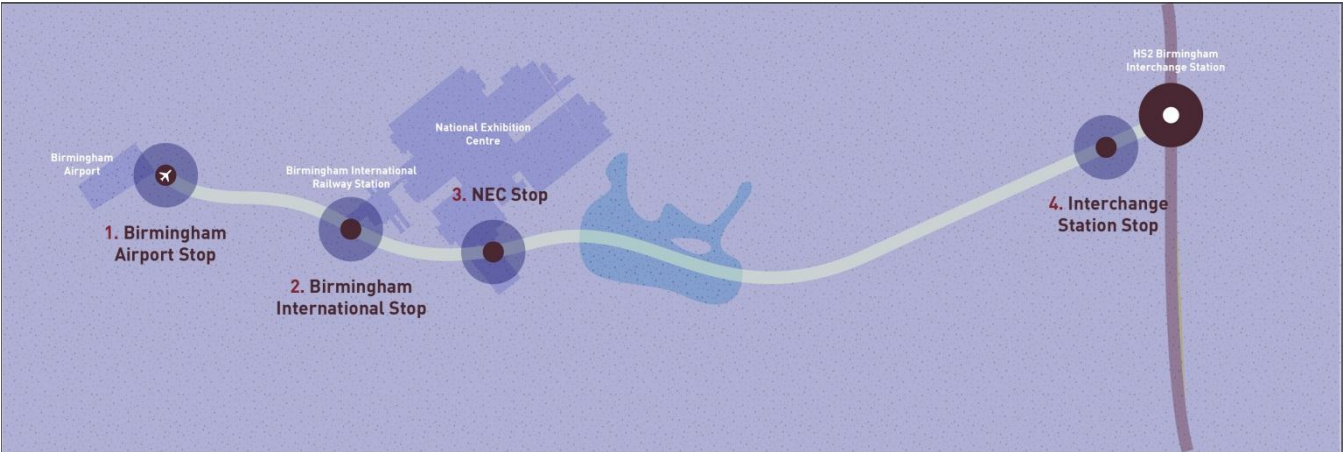 Birmingham
Airport
1. Birmingham
Airport Stop
Birmingham International
Railway Station
2. Birmingham
International Stop
National Exhibition
Centre
3. NEC Stop
HS2 Birmingham
Interchange Station
4. Interchange
Station Stop